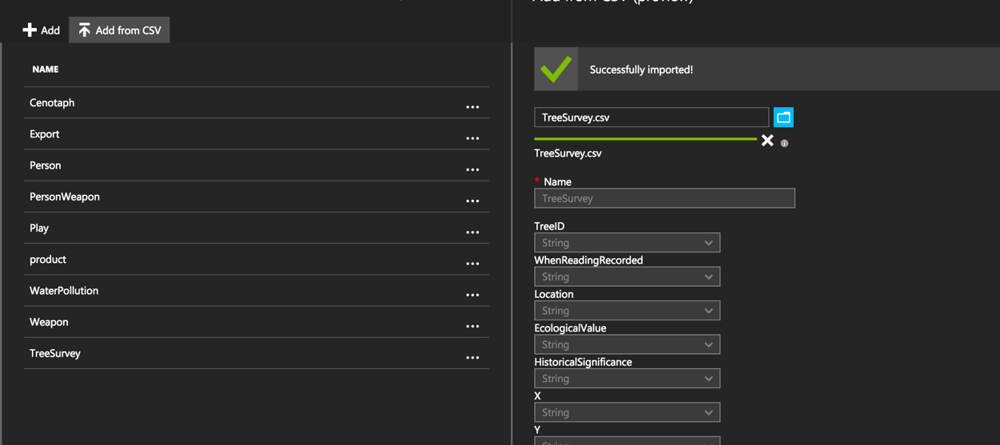 Add from CSV (preview)
Add
Add from CSV
NAME
Cenotaph
Export
Person
PersonWeapon
Play
product
WaterPollution
Weapon
TreeSurvey
Successfully imported!
TreeSurvey.csv
TreeSurvey.csv
* Name
TreeSurvey
TreeID
String
WhenReadingRecorded
String
Location
String
EcologicalValue
String
HistoricalSignificance
String
X
String
Y
String